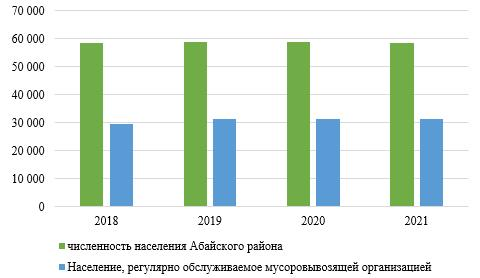 70 000
60 000
50 000
40 000
30 000
20 000
10 000
0
2018 2019 2020 2021
численность населения Абайского района
Население, регулярно обслуживаемое мусоровывозящей организацией